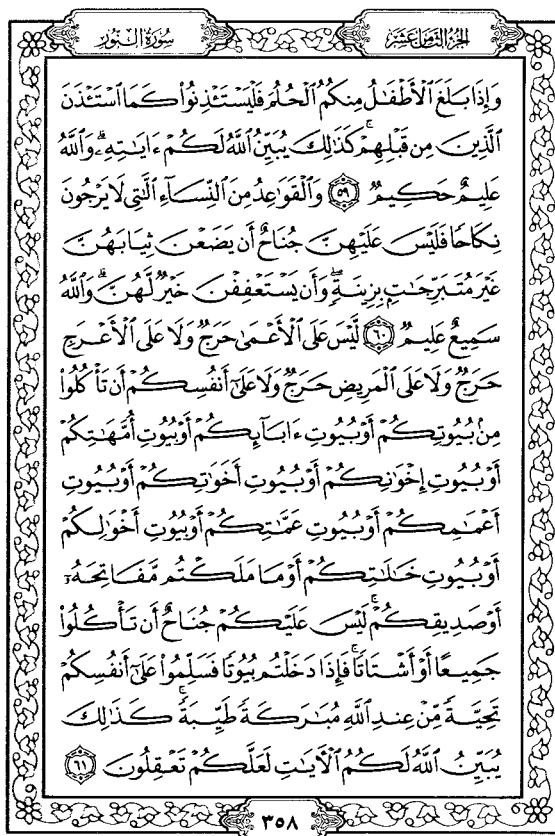 الجزء الثامن عشر
سورة النور
وَإِذَا بَلَغَ ٱلۡأَطۡفَٰلُ مِنكُمُ ٱلۡحُلُمَ فَلۡيَسۡتَـٔۡذِنُواْ كَمَا ٱسۡتَـٔۡذَنَ
ٱلَّذِينَ مِن قَبۡلِهِمۡۚ كَذَٰلِكَ يُبَيِّنُ ٱللَّهُ لَكُمۡ ءَايَٰتِهِۦۗ وَٱللَّهُ
عَلِيمٌ حَكِيمٞ ٥٩ وَٱلۡقَوَٰعِدُ مِنَ ٱلنِّسَآءِ ٱلَّٰتِي لَا يَرۡجُونَ
نِكَاحٗا فَلَيۡسَ عَلَيۡهِنَّ جُنَاحٌ أَن يَضَعۡنَ ثِيَابَهُنَّ
غَيۡرَ مُتَبَرِّجَٰتِۭ بِزِينَةٖۖ وَأَن يَسۡتَعۡفِفۡنَ خَيۡرٞ لَّهُنَّۗ وَٱللَّهُ
سَمِيعٌ عَلِيمٞ ٦٠ لَّيۡسَ عَلَى ٱلۡأَعۡمَىٰ حَرَجٞ وَلَا عَلَى ٱلۡأَعۡرَجِ
حَرَجٞ وَلَا عَلَى ٱلۡمَرِيضِ حَرَجٞ وَلَا عَلَىٰٓ أَنفُسِكُمۡ أَن تَأۡكُلُواْ
مِنۢ بُيُوتِكُمۡ أَوۡ بُيُوتِ ءَابَآئِكُمۡ أَوۡ بُيُوتِ أُمَّهَٰتِكُمۡ
أَوۡ بُيُوتِ إِخۡوَٰنِكُمۡ أَوۡ بُيُوتِ أَخَوَٰتِكُمۡ أَوۡ بُيُوتِ
أَعۡمَٰمِكُمۡ أَوۡ بُيُوتِ عَمَّٰتِكُمۡ أَوۡ بُيُوتِ أَخۡوَٰلِكُمۡ
أَوۡ بُيُوتِ خَٰلَٰتِكُمۡ أَوۡ مَا مَلَكۡتُم مَّفَاتِحَهُۥٓ
أَوۡ صَدِيقِكُمۡۚ لَيۡسَ عَلَيۡكُمۡ جُنَاحٌ أَن تَأۡكُلُواْ
جَمِيعًا أَوۡ أَشۡتَاتٗاۚ فَإِذَا دَخَلۡتُم بُيُوتٗا فَسَلِّمُواْ عَلَىٰٓ أَنفُسِكُمۡ
تَحِيَّةٗ مِّنۡ عِندِ ٱللَّهِ مُبَٰرَكَةٗ طَيِّبَةٗۚ كَذَٰلِكَ
يُبَيِّنُ ٱللَّهُ لَكُمُ ٱلۡأٓيَٰتِ لَعَلَّكُمۡ تَعۡقِلُونَ ٦١
٣٥٨